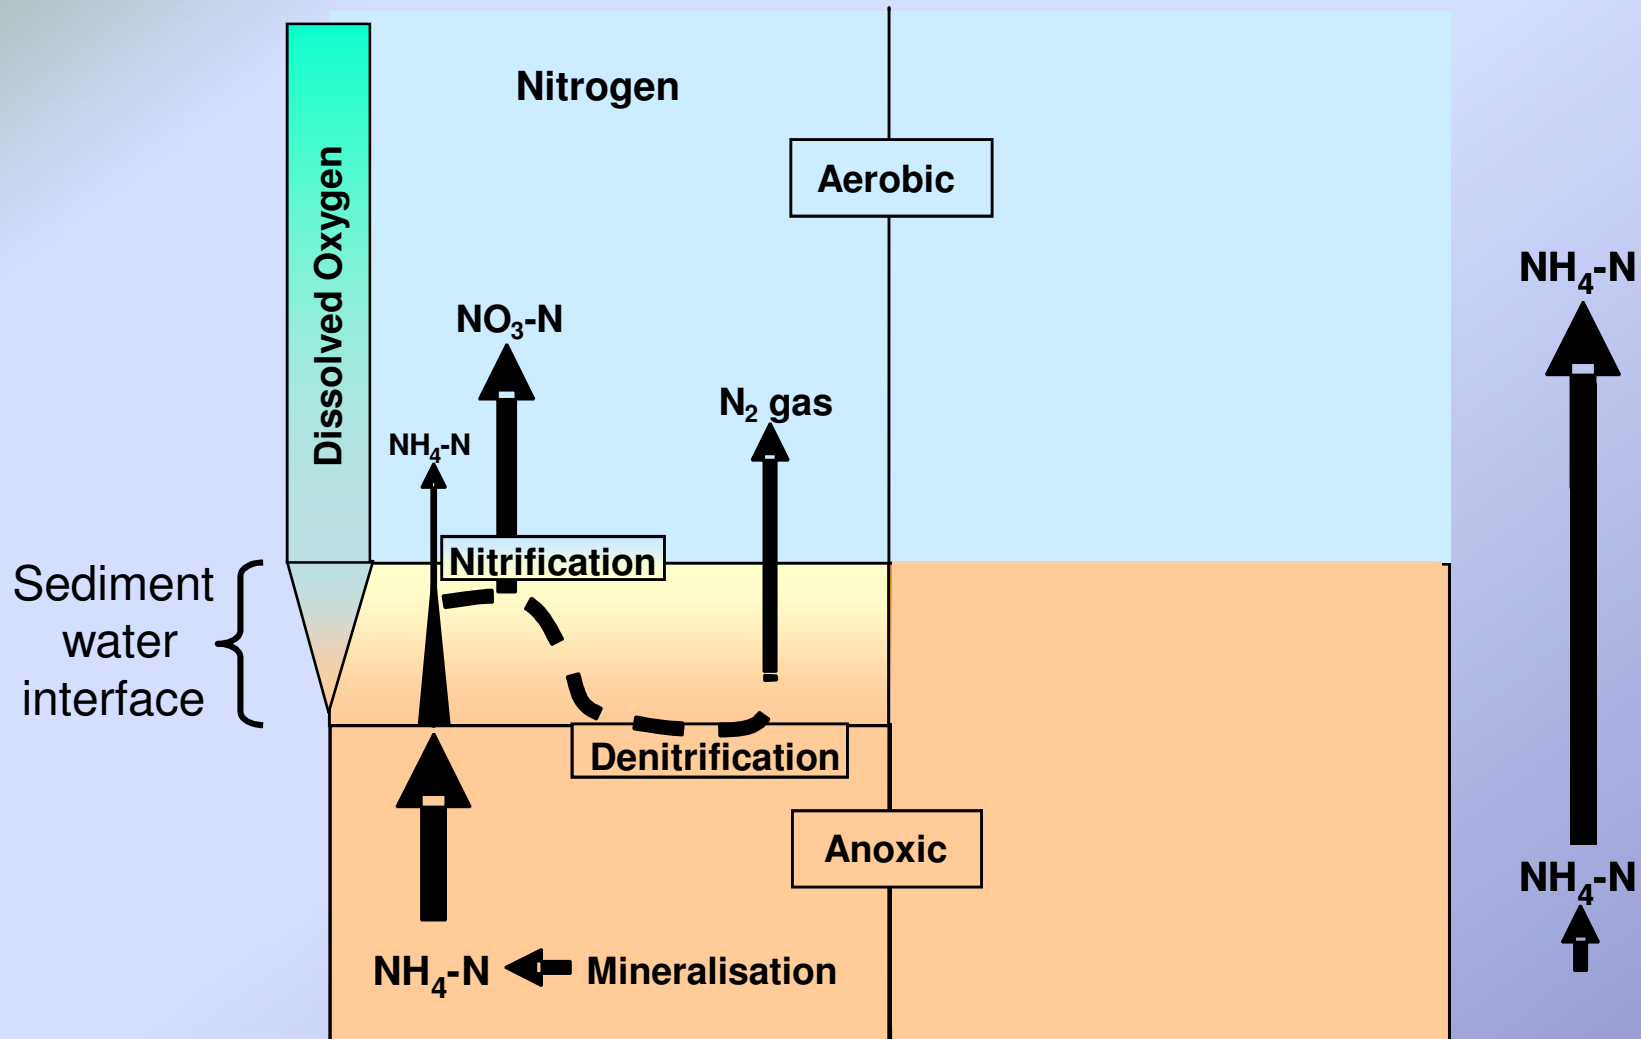 Nitrogen
Aerobic
Dissolved Oxygen
NH₄-N
NO₃-N
N₂ gas
NH₄-N
Nitrification
Sediment
water
interface
Denitrification
Anoxic
NH₄-N
NH₄-N
Mineralisation